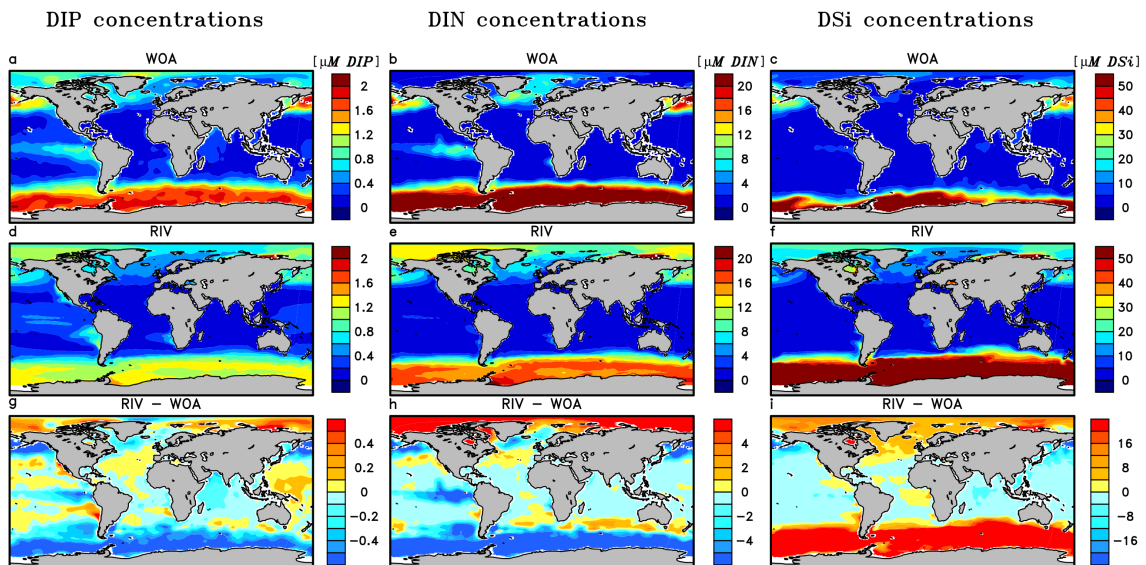 DIP concentrations DIN concentrations DSi concentrations
a WOA [μM DIP] b WOA [μM DIN] c WOA [μM DSi]
2 20 50
1.6 16 40
1.2 12 30
0.8 8 20
0.4 4 10
0 0 0
d RIV e RIV f RIV
2 20 50
1.6 16 40
1.2 12 30
0.8 8 20
0.4 4 10
0 0 0
g RIV − WOA h RIV − WOA i RIV − WOA
0.4 4 16
0.2 2 8
0 0 0
−0.2 −2 −8
−0.4 −4 −16